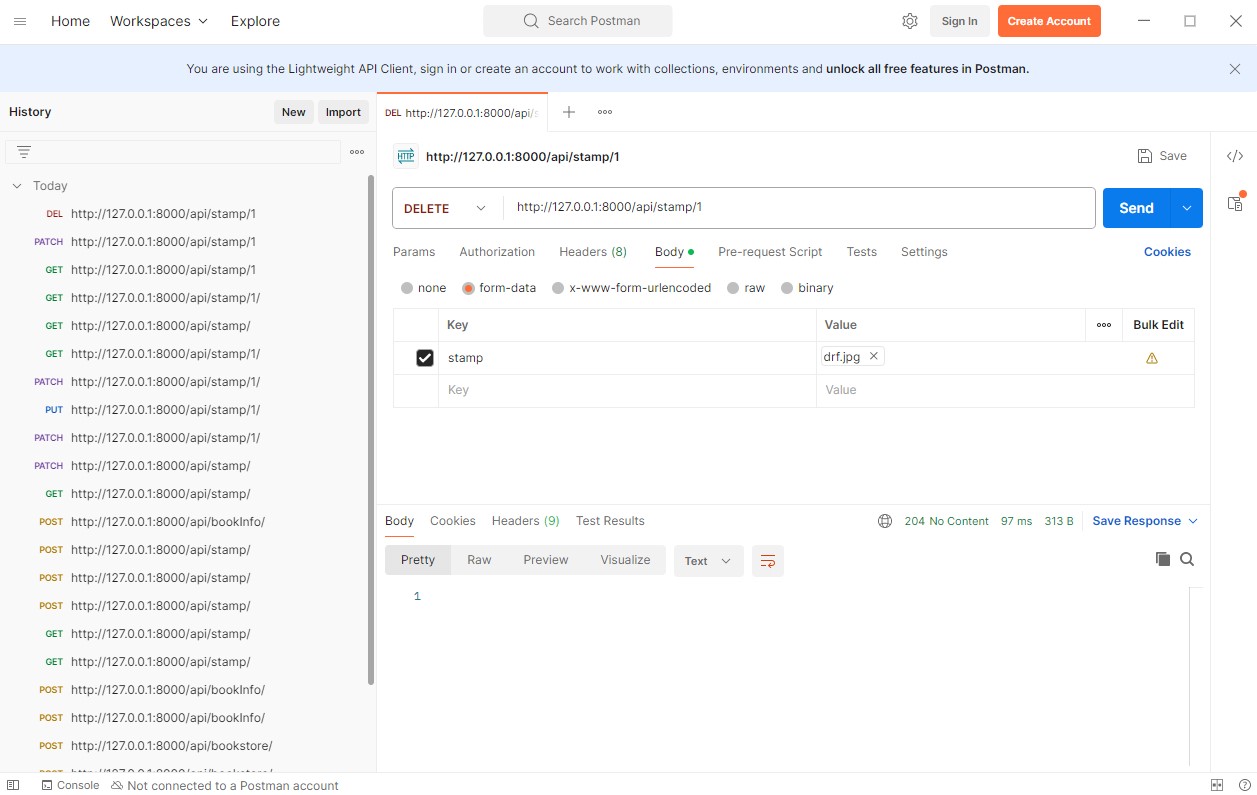 Home Workspaces Explore Search Postman Sign In Create Account
You are using the Lightweight API Client, sign in or create an account to work with collections, environments and unlock all free features in Postman.
History New Import
Today
DEL http://127.0.0.1:8000/api/stamp/1
PATCH http://127.0.0.1:8000/api/stamp/1
GET http://127.0.0.1:8000/api/stamp/1
GET http://127.0.0.1:8000/api/stamp/1/
GET http://127.0.0.1:8000/api/stamp/
GET http://127.0.0.1:8000/api/stamp/1/
PATCH http://127.0.0.1:8000/api/stamp/1/
PUT http://127.0.0.1:8000/api/stamp/1/
PATCH http://127.0.0.1:8000/api/stamp/1/
PATCH http://127.0.0.1:8000/api/stamp/
GET http://127.0.0.1:8000/api/stamp/
POST http://127.0.0.1:8000/api/bookInfo/
POST http://127.0.0.1:8000/api/stamp/
POST http://127.0.0.1:8000/api/stamp/
POST http://127.0.0.1:8000/api/stamp/
GET http://127.0.0.1:8000/api/stamp/
GET http://127.0.0.1:8000/api/stamp/
POST http://127.0.0.1:8000/api/bookInfo/
POST http://127.0.0.1:8000/api/bookInfo/
POST http://127.0.0.1:8000/api/bookstore/
DEL http://127.0.0.1:8000/api/
HTTP http://127.0.0.1:8000/api/stamp/1 Save </>
DELETE http://127.0.0.1:8000/api/stamp/1 Send
Params Authorization Headers (8) Body Pre-request Script Tests Settings Cookies
none form-data x-www-form-urlencoded raw binary
Key Value Bulk Edit
stamp drf.jpg
Key Value
Body Cookies Headers (9) Test Results 204 No Content 97 ms 313 B Save Response
Pretty Raw Preview Visualize Text
1
Console Not connected to a Postman account